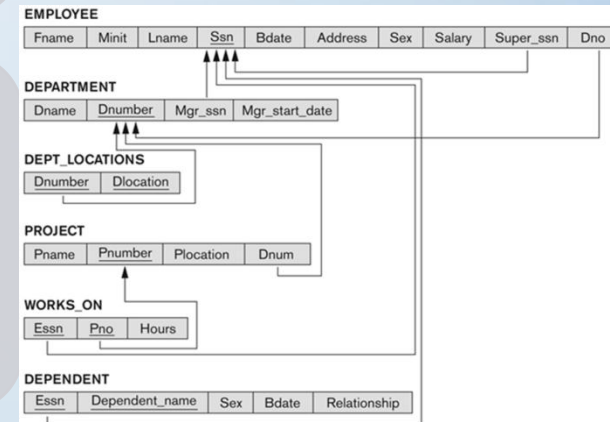 EMPLOYEE
Fname Minit Lname Ssn Bdate Address Sex Salary Super_ssn Dno
DEPARTMENT
Dname Dnumber Mgr_ssn Mgr_start_date
DEPT_LOCATIONS
Dnumber Dlocation
PROJECT
Pname Pnumber Plocation Dnum
WORKS_ON
Essn Pno Hours
DEPENDENT
Essn Dependent_name Sex Bdate Relationship